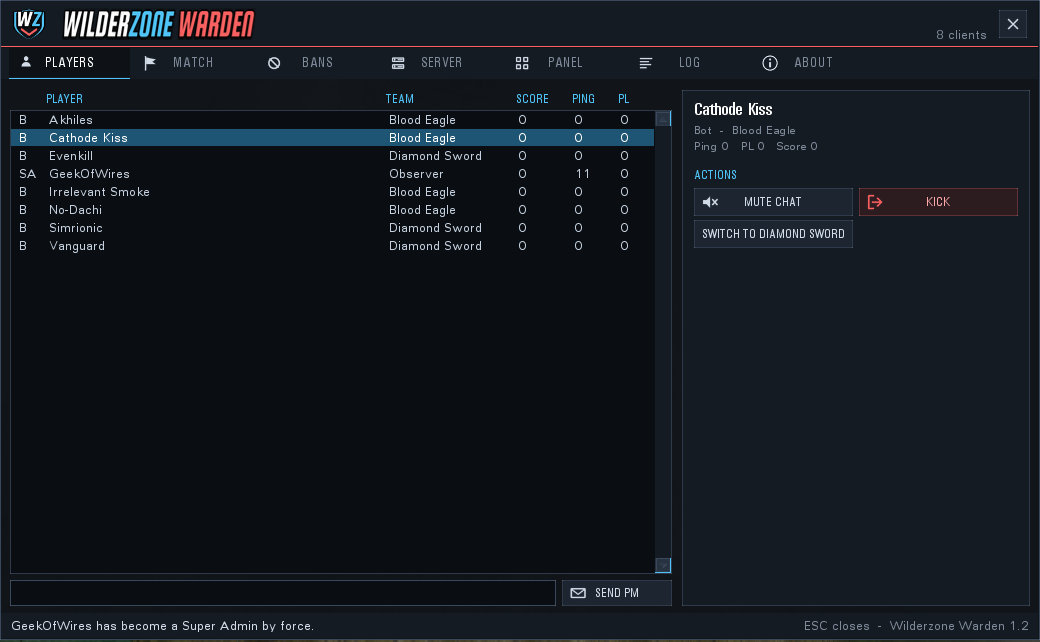 WZ WILDERZONE WARDEN
8 clients
PLAYERS MATCH BANS SERVER PANEL LOG ABOUT
PLAYER TEAM SCORE PING PL
B Akhiles Blood Eagle 0 0 0
B Cathode Kiss Blood Eagle 0 0 0
B Evenkill Diamond Sword 0 0 0
SA GeekOfWires Observer 0 11 0
B Irrelevant Smoke Blood Eagle 0 0 0
B No-Dachi Blood Eagle 0 0 0
B Simrionic Diamond Sword 0 0 0
B Vanguard Diamond Sword 0 0 0
Cathode Kiss
Bot - Blood Eagle
Ping 0 PL 0 Score 0
ACTIONS
MUTE CHAT KICK
SWITCH TO DIAMOND SWORD
SEND PM
GeekOfWires has become a Super Admin by force.
ESC closes - Wilderzone Warden 1.2